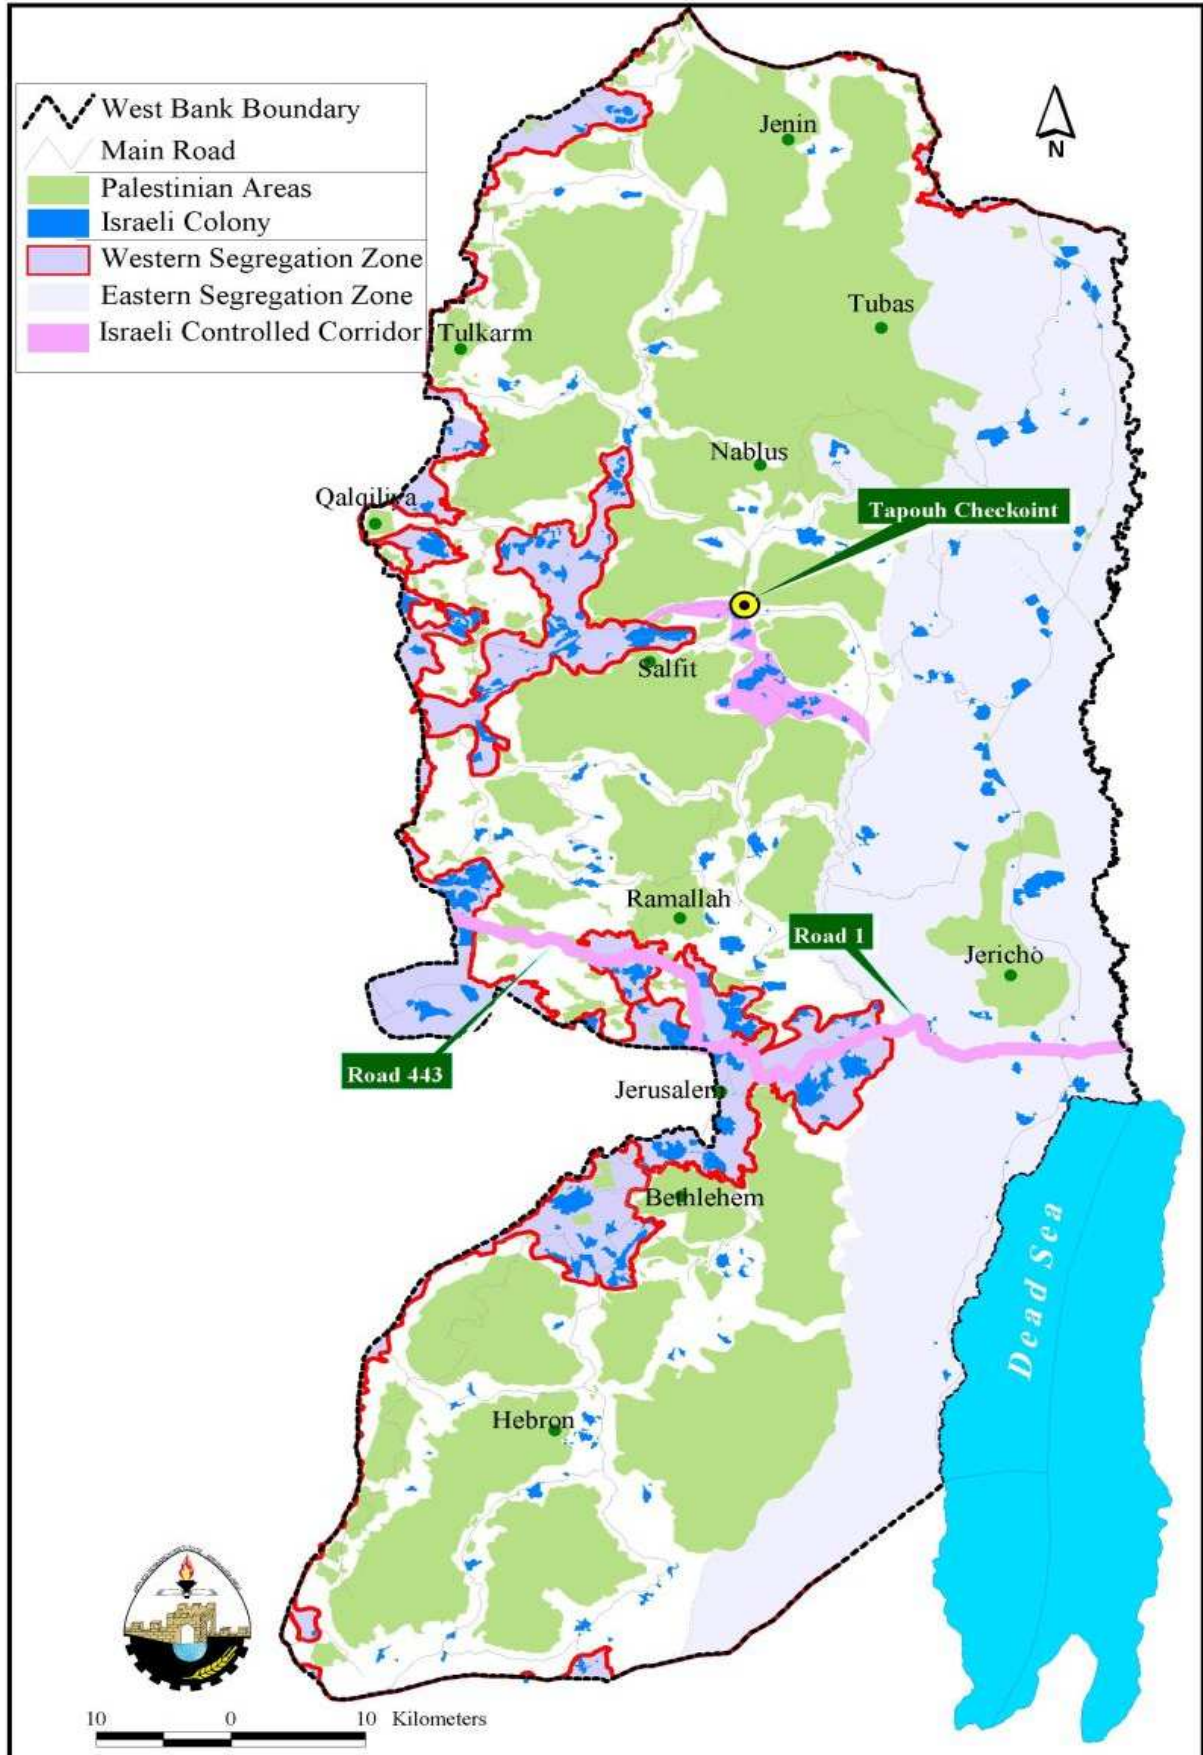 West Bank Boundary
Main Road
Palestinian Areas
Israeli Colony
Western Segregation Zone
Eastern Segregation Zone
Israeli Controlled Corridor
N
Jenin
Tubas
Tulkarm
Nablus
Qalqiliya
Tapouh Checkoint
Salfit
Ramallah
Road 1
Jericho
Road 443
Jerusalem
Bethlehem
Dead Sea
Hebron
10 0 10 Kilometers